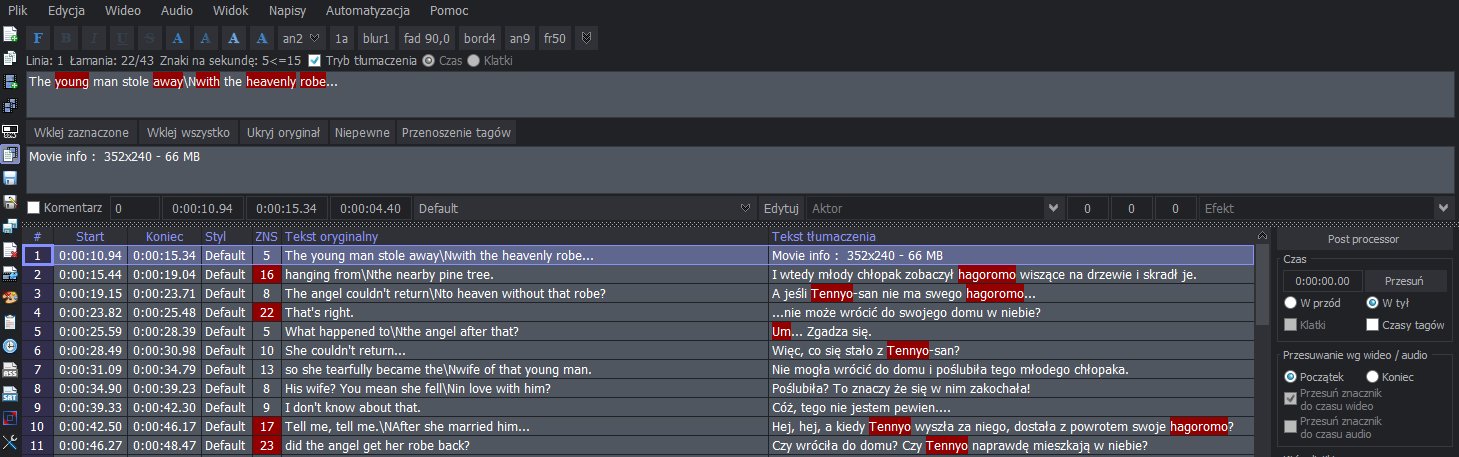 Plik Edycja Wideo Audio Widok Napisy Automatyzacja Pomoc
F B I U S A A A A an2 1a blur1 fad 90,0 bord4 an9 fr50
Linia: 1 Łamania: 22/43 Znaki na sekundę: 5<=15 Tryb tłumaczenia Czas Klatki
The young man stole away\Nwith the heavenly robe...
Wklej zaznaczone Wklej wszystko Ukryj oryginał Niepewne Przenoszenie tagów
Movie info : 352x240 - 66 MB
Komentarz 0 0:00:10.94 0:00:15.34 0:00:04.40 Default Edytuj Aktor 0 0 0 Efekt
# Start Koniec Styl ZNS Tekst oryginalny Tekst tłumaczenia
1 0:00:10.94 0:00:15.34 Default 5 The young man stole away\Nwith the heavenly robe... Movie info : 352x240 - 66 MB
2 0:00:15.44 0:00:19.04 Default 16 hanging from\Nthe nearby pine tree. I wtedy młody chłopak zobaczył hagoromo wiszące na drzewie i skradł je.
3 0:00:19.15 0:00:23.71 Default 8 The angel couldn't return\Nto heaven without that robe? A jeśli Tennyo-san nie ma swego hagoromo...
4 0:00:23.82 0:00:25.48 Default 22 That's right. ...nie może wrócić do swojego domu w niebie?
5 0:00:25.59 0:00:28.39 Default 5 What happened to\Nthe angel after that? Um... Zgadza się.
6 0:00:28.49 0:00:30.98 Default 10 She couldn't return... Więc, co się stało z Tennyo-san?
7 0:00:31.09 0:00:34.79 Default 13 so she tearfully became the\Nwife of that young man. Nie mogła wrócić do domu i poślubiła tego młodego chłopaka.
8 0:00:34.90 0:00:39.23 Default 8 His wife? You mean she fell\Nin love with him? Poślubiła? To znaczy że się w nim zakochała!
9 0:00:39.33 0:00:42.30 Default 9 I don't know about that. Cóż, tego nie jestem pewien....
10 0:00:42.50 0:00:46.17 Default 17 Tell me, tell me.\NAfter she married him... Hej, hej, a kiedy Tennyo wyszła za niego, dostała z powrotem swoje hagoromo?
11 0:00:46.27 0:00:48.47 Default 23 did the angel get her robe back? Czy wróciła do domu? Czy Tennyo naprawdę mieszkają w niebie?
Post processor
Czas
0:00:00.00 Przesuń
W przód W tył
Klatki Czasy tagów
Przesuwanie wg wideo / audio
Początek Koniec
Przesuń znacznik
do czasu wideo
Przesuń znacznik
do czasu audio